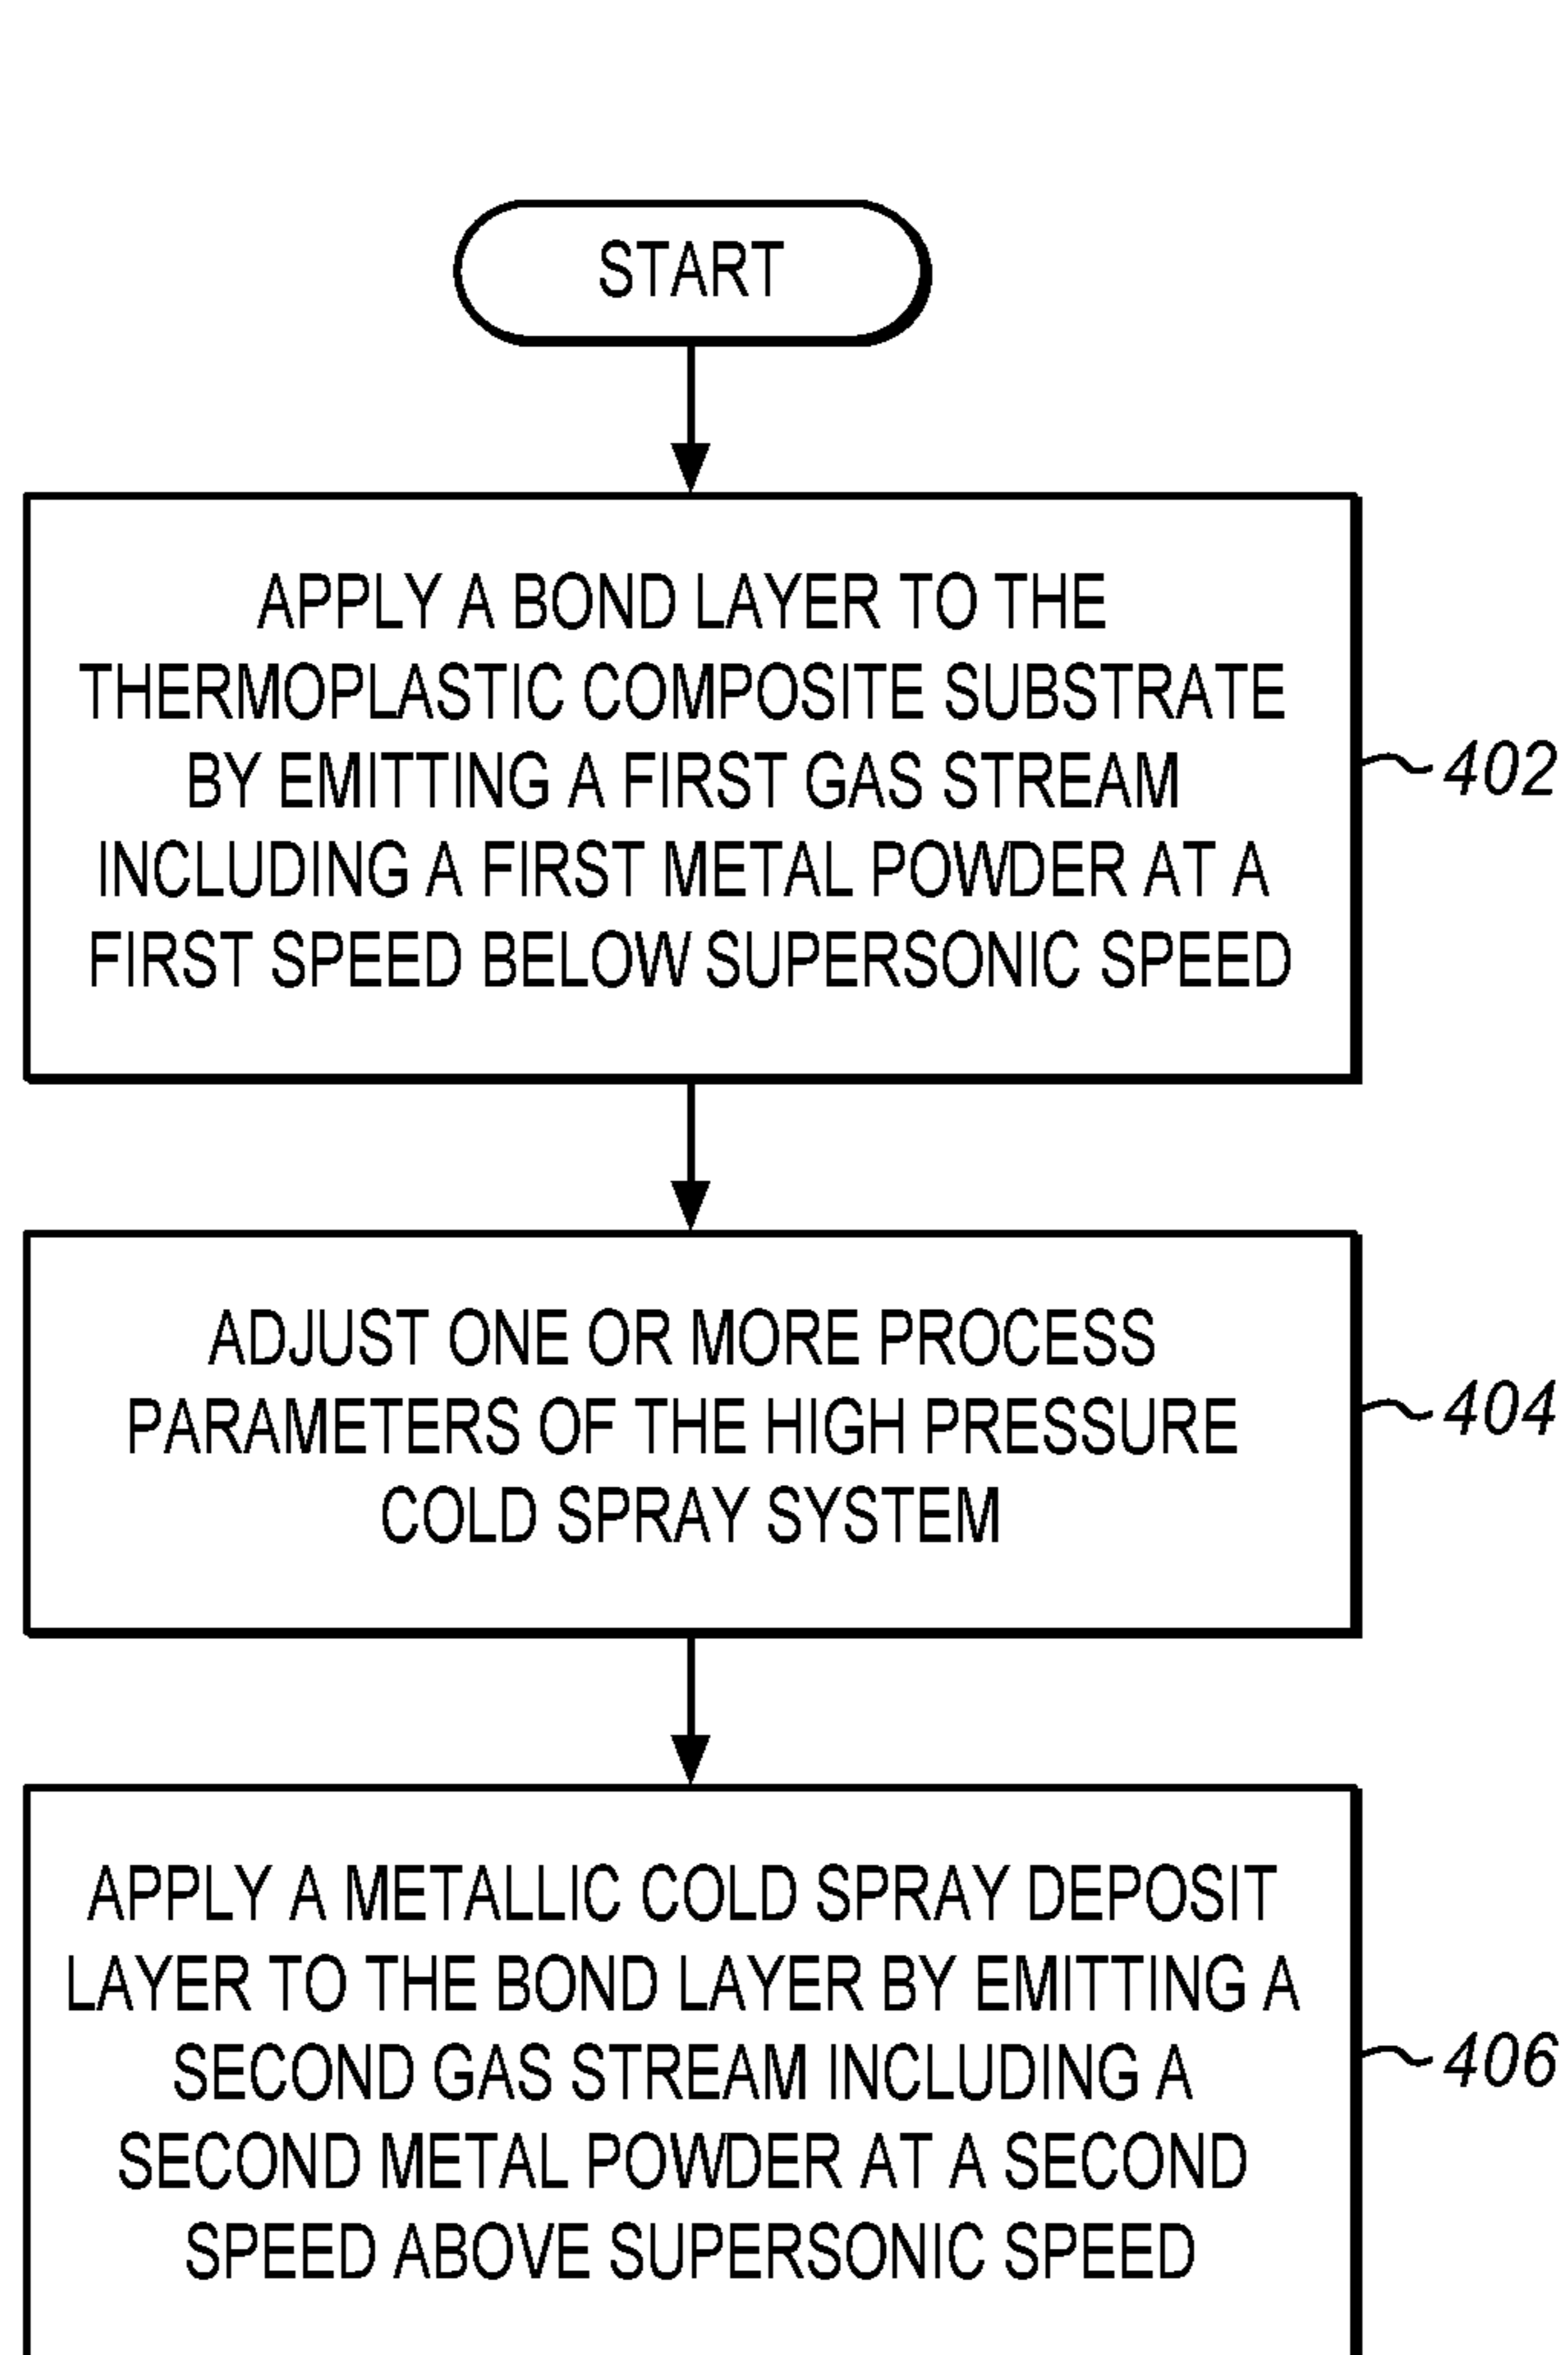 START
APPLY A BOND LAYER TO THE
THERMOPLASTIC COMPOSITE SUBSTRATE
BY EMITTING A FIRST GAS STREAM
INCLUDING A FIRST METAL POWDER AT A
FIRST SPEED BELOW SUPERSONIC SPEED
402
ADJUST ONE OR MORE PROCESS
PARAMETERS OF THE HIGH PRESSURE
COLD SPRAY SYSTEM
404
APPLY A METALLIC COLD SPRAY DEPOSIT
LAYER TO THE BOND LAYER BY EMITTING A
SECOND GAS STREAM INCLUDING A
SECOND METAL POWDER AT A SECOND
SPEED ABOVE SUPERSONIC SPEED
406